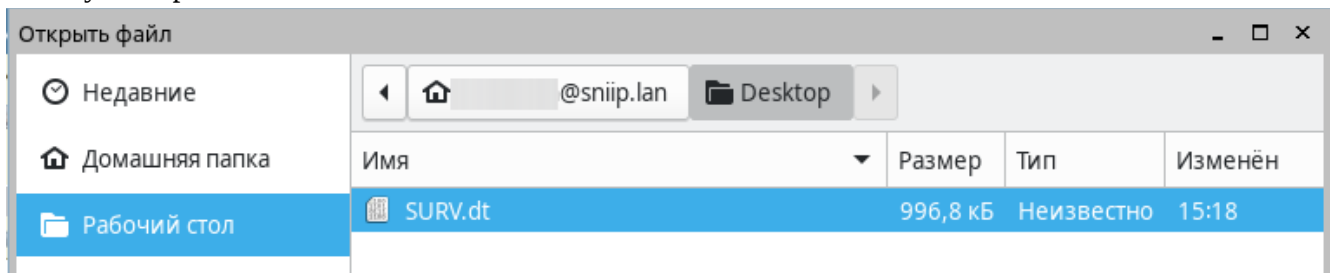 Открыть файл
Недавние
@sniip.lan
Desktop
Домашняя папка
Имя
Размер
Тип
Изменён
Рабочий стол
SURV.dt
996,8 кБ
Неизвестно
15:18